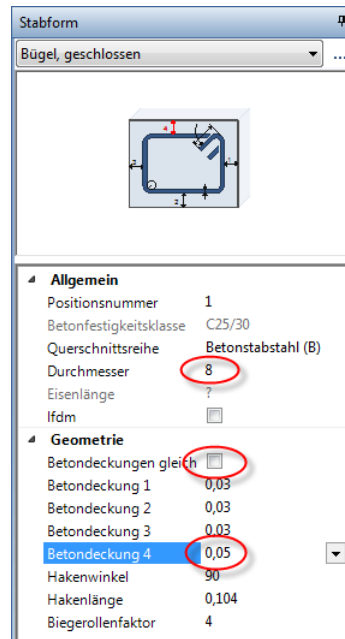 Stabform
Bügel, geschlossen ...
4
2
1
2
Allgemein
Positionsnummer 1
Betonfestigkeitsklasse C25/30
Querschnittsreihe Betonstabstahl (B)
Durchmesser 8
Eisenlänge ?
lfdm
Geometrie
Betondeckungen gleich
Betondeckung 1 0,03
Betondeckung 2 0,03
Betondeckung 3 0,03
Betondeckung 4 0,05
Hakenwinkel 90
Hakenlänge 0,104
Biegerollenfaktor 4